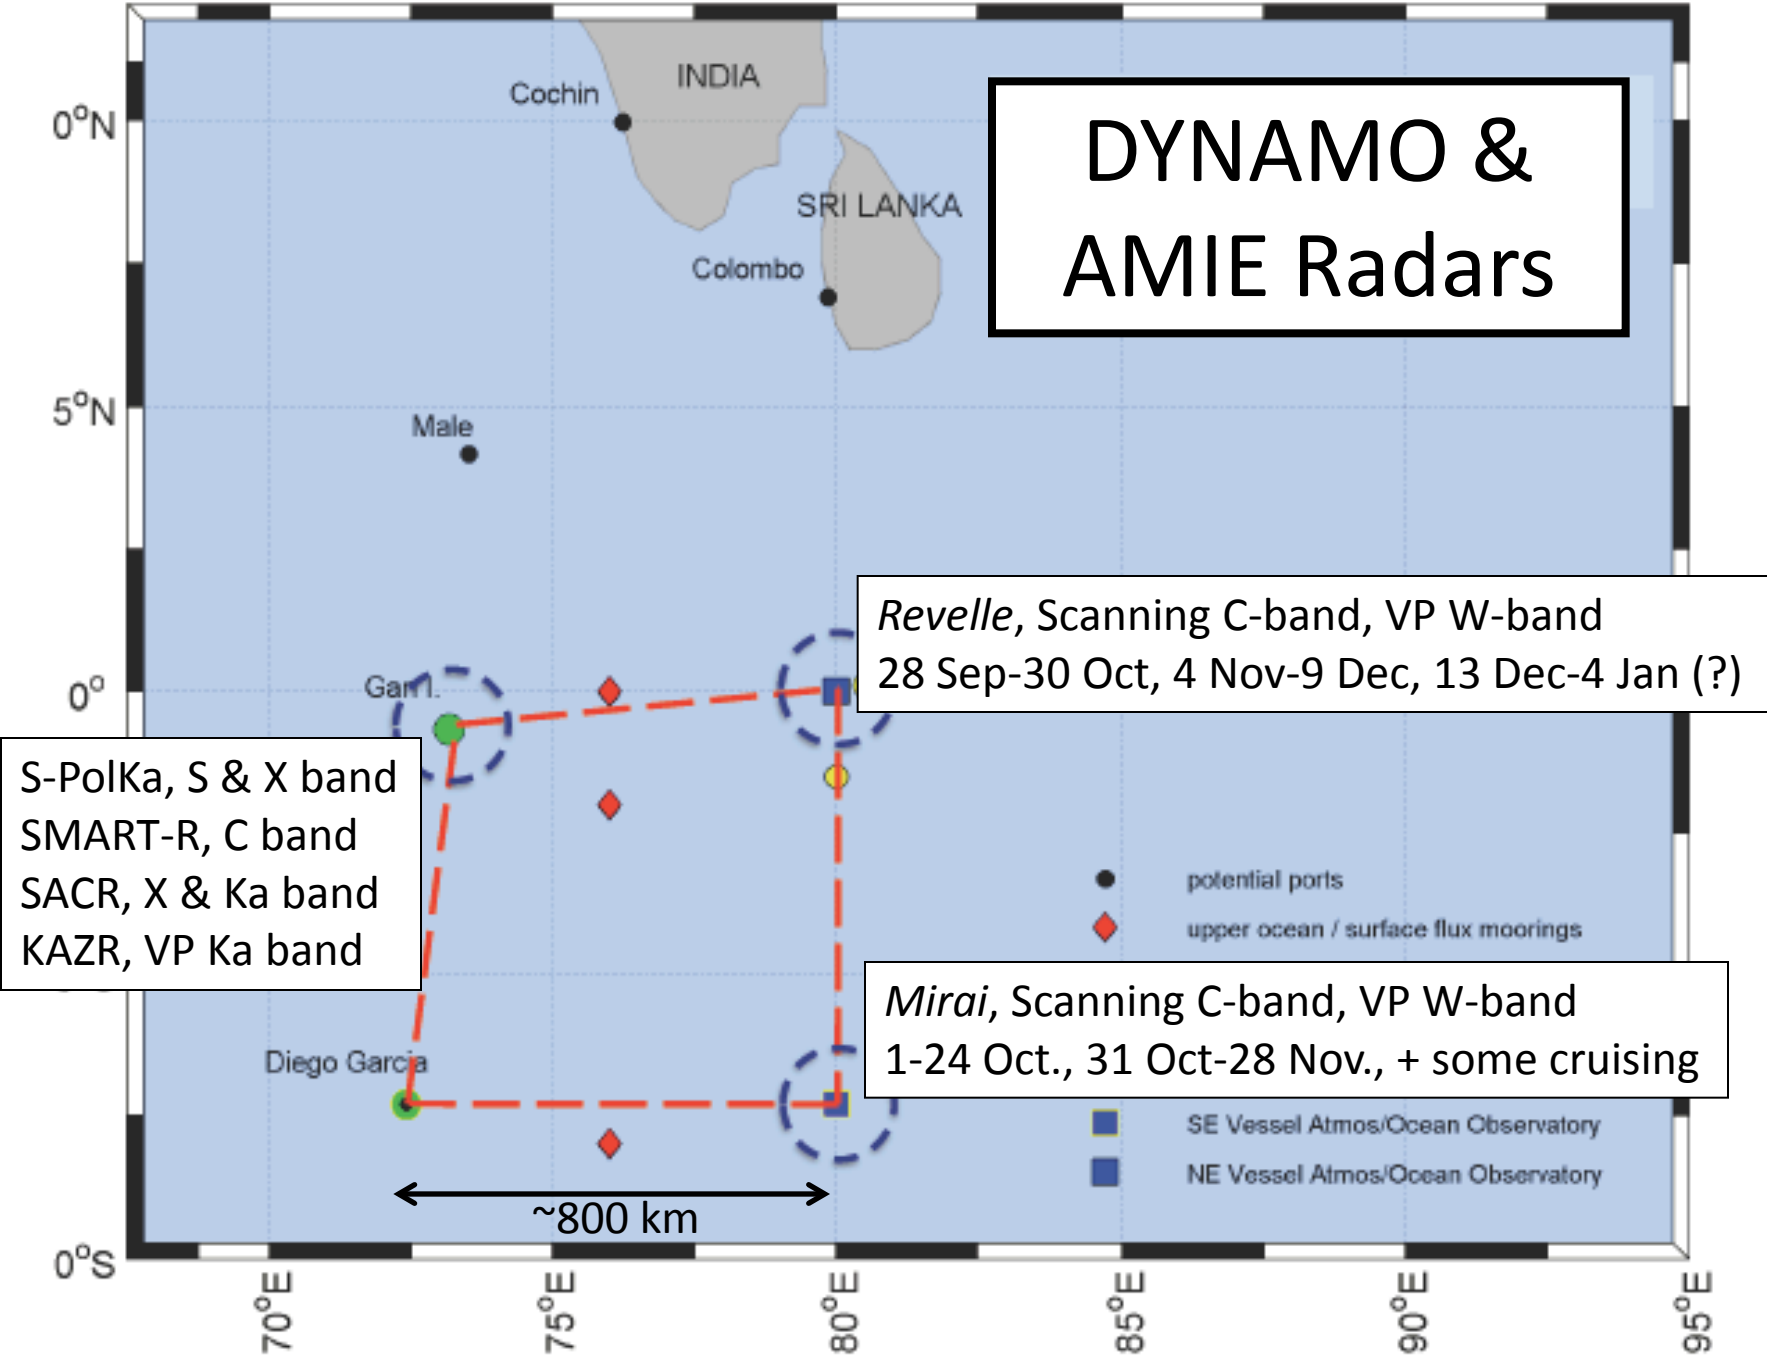 DYNAMO &
AMIE Radars
INDIA
Cochin
0°N
SRI LANKA
Colombo
5°N
Male
Revelle, Scanning C-band, VP W-band
28 Sep-30 Oct, 4 Nov-9 Dec, 13 Dec-4 Jan (?)
Gan I.
0°
S-PolKa, S & X band
SMART-R, C band
SACR, X & Ka band
KAZR, VP Ka band
potential ports
upper ocean / surface flux moorings
Mirai, Scanning C-band, VP W-band
1-24 Oct., 31 Oct-28 Nov., + some cruising
Diego Garcia
SE Vessel Atmos/Ocean Observatory
NE Vessel Atmos/Ocean Observatory
~800 km
0°S
70°E
75°E
80°E
85°E
90°E
95°E